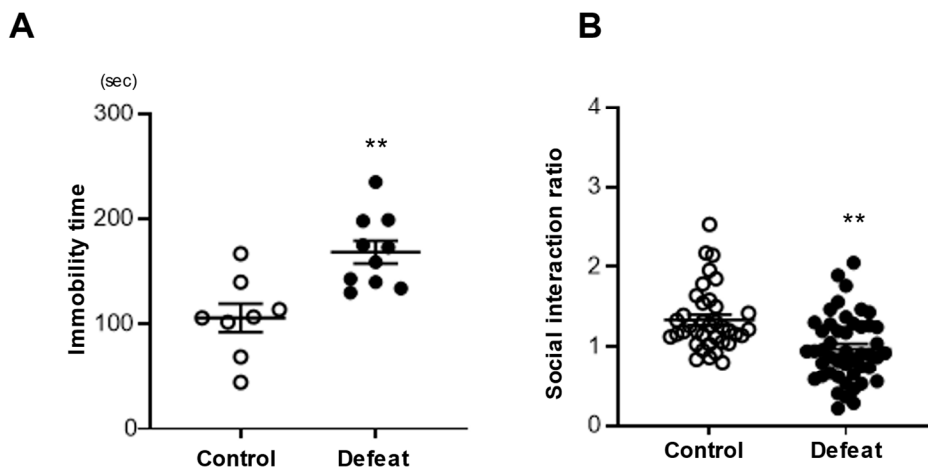 A
(sec)
300
200
100
0
Immobility time
**
Control
Defeat
B
4
3
2
1
0
Social interaction ratio
**
Control
Defeat